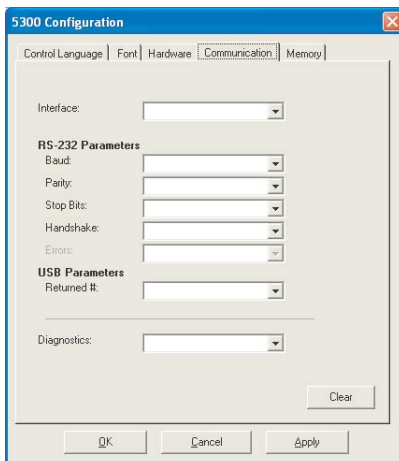 5300 Configuration
Control Language Font Hardware Communication Memory
Interface:
RS-232 Parameters
Baud:
Parity:
Stop Bits:
Handshake:
Errors:
USB Parameters
Returned #:
Diagnostics:
Clear
OK Cancel Apply